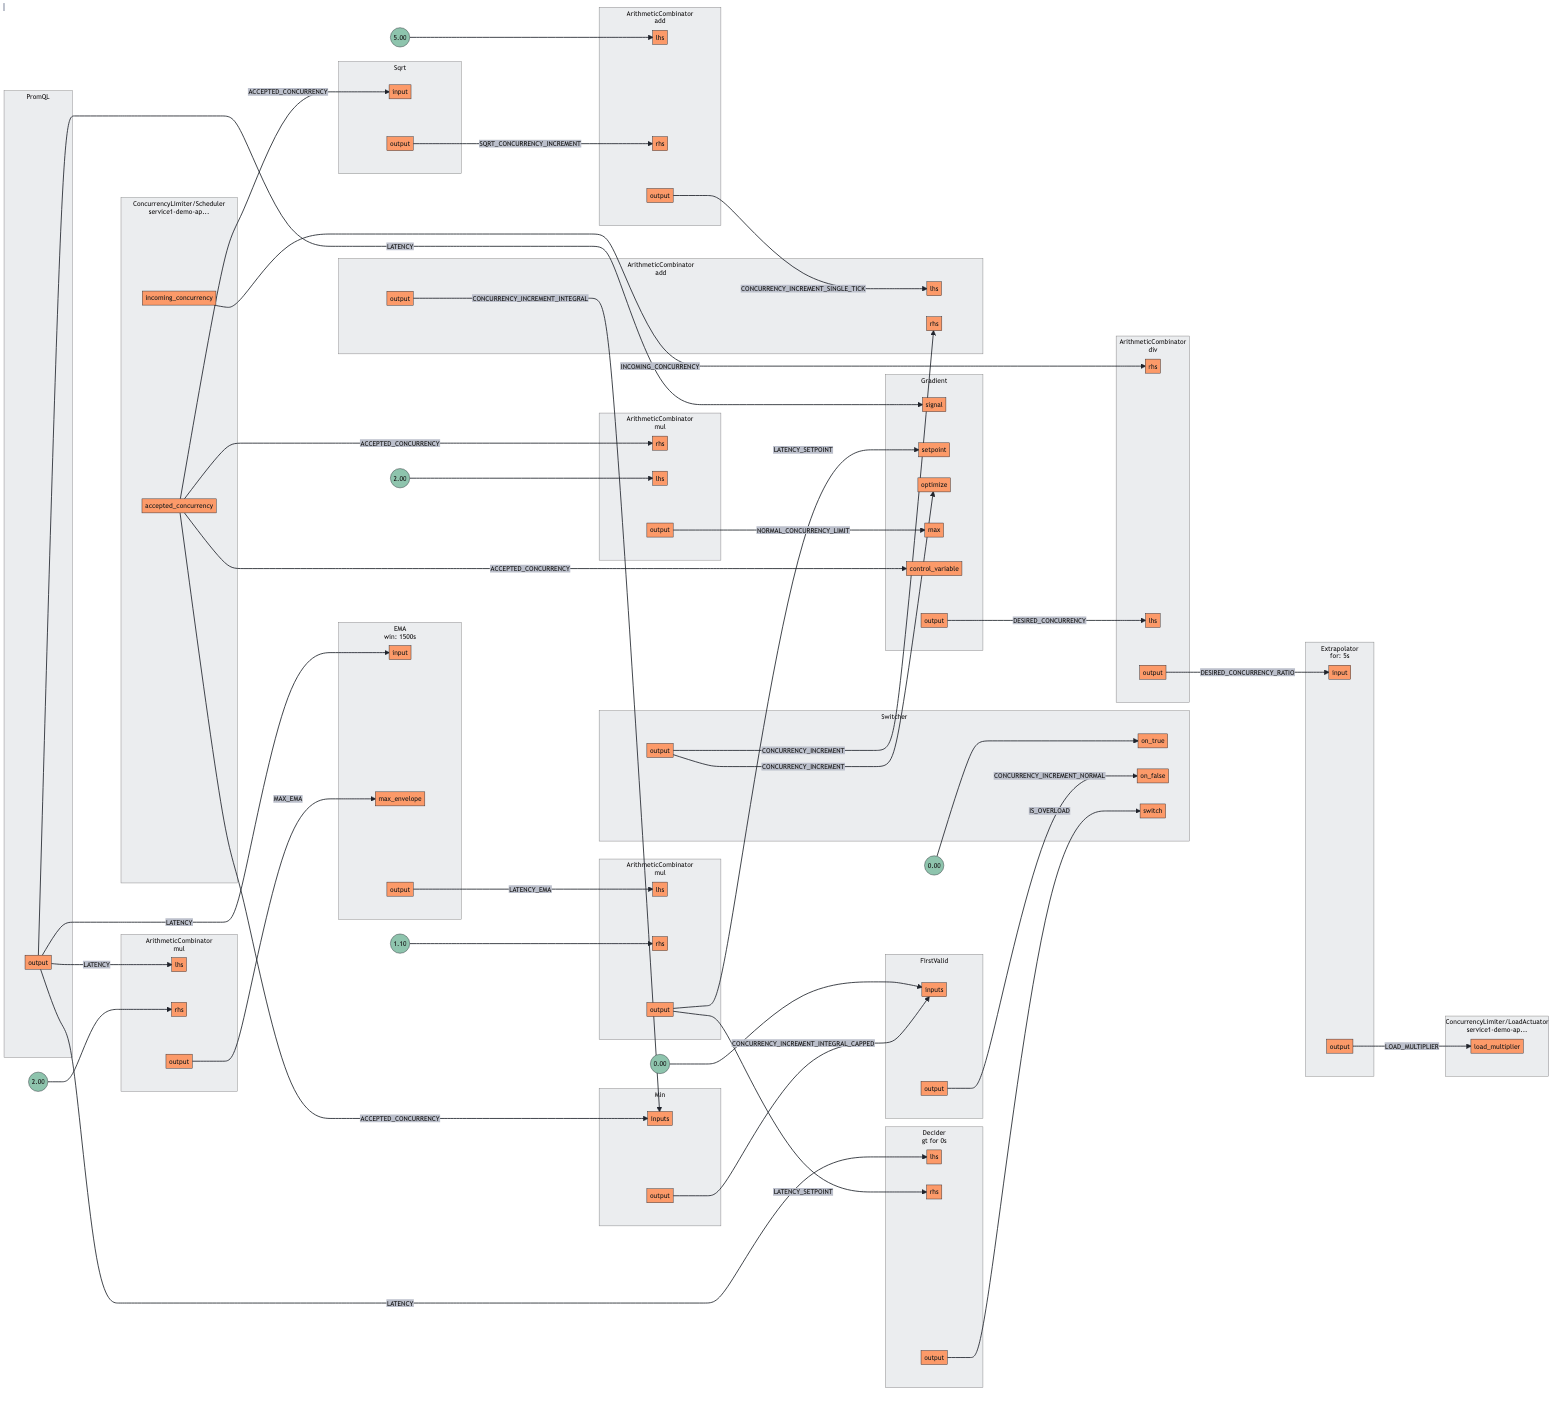 PromQL
output
2.00
ConcurrencyLimiter/Scheduler
service1-demo-ap...
incoming_concurrency
accepted_concurrency
LATENCY
LATENCY
ArithmeticCombinator
mul
lhs
rhs
output
MAX_EMA
5.00
ACCEPTED_CONCURRENCY
Sqrt
input
output
SQRT_CONCURRENCY_INCREMENT
ArithmeticCombinator
add
lhs
rhs
output
LATENCY
ArithmeticCombinator
add
output
CONCURRENCY_INCREMENT_INTEGRAL
CONCURRENCY_INCREMENT_SINGLE_TICK
lhs
rhs
INCOMING_CONCURRENCY
ArithmeticCombinator
mul
ACCEPTED_CONCURRENCY
rhs
2.00
lhs
output
NORMAL_CONCURRENCY_LIMIT
ACCEPTED_CONCURRENCY
LATENCY_SETPOINT
Gradient
signal
setpoint
optimize
max
control_variable
output
DESIRED_CONCURRENCY
ArithmeticCombinator
div
rhs
lhs
output
DESIRED_CONCURRENCY_RATIO
Extrapolator
for: 5s
input
output
LOAD_MULTIPLIER
ConcurrencyLimiter/LoadActuator
service1-demo-ap...
load_multiplier
EMA
win: 1500s
input
max_envelope
output
LATENCY_EMA
1.10
Switcher
output
CONCURRENCY_INCREMENT
CONCURRENCY_INCREMENT
on_true
CONCURRENCY_INCREMENT_NORMAL
on_false
IS_OVERLOAD
switch
0.00
ArithmeticCombinator
mul
lhs
rhs
output
0.00
CONCURRENCY_INCREMENT_INTEGRAL_CAPPED
FirstValid
inputs
output
ACCEPTED_CONCURRENCY
Min
inputs
output
LATENCY_SETPOINT
LATENCY
Decider
gt for 0s
lhs
rhs
output